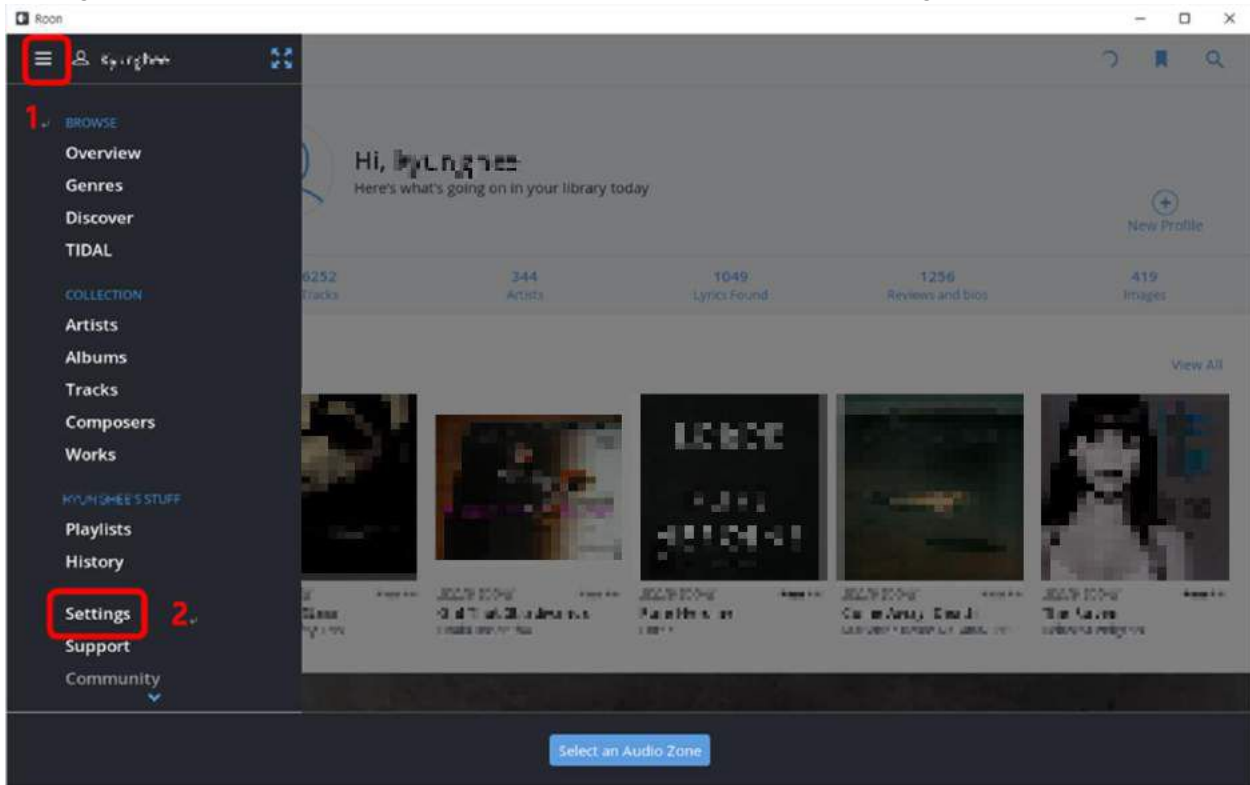 Roon
1
BROWSE
Overview
Genres
Discover
TIDAL
COLLECTION
Artists
Albums
Tracks
Composers
Works
STUFF
Playlists
History
Settings 2
Support
Community
Hi,
Here's what's going on in your library today
New Profile
6252 344 1049 1256 419
Tracks Artists Lyrics Found Reviews and bios Images
View All
Select an Audio Zone